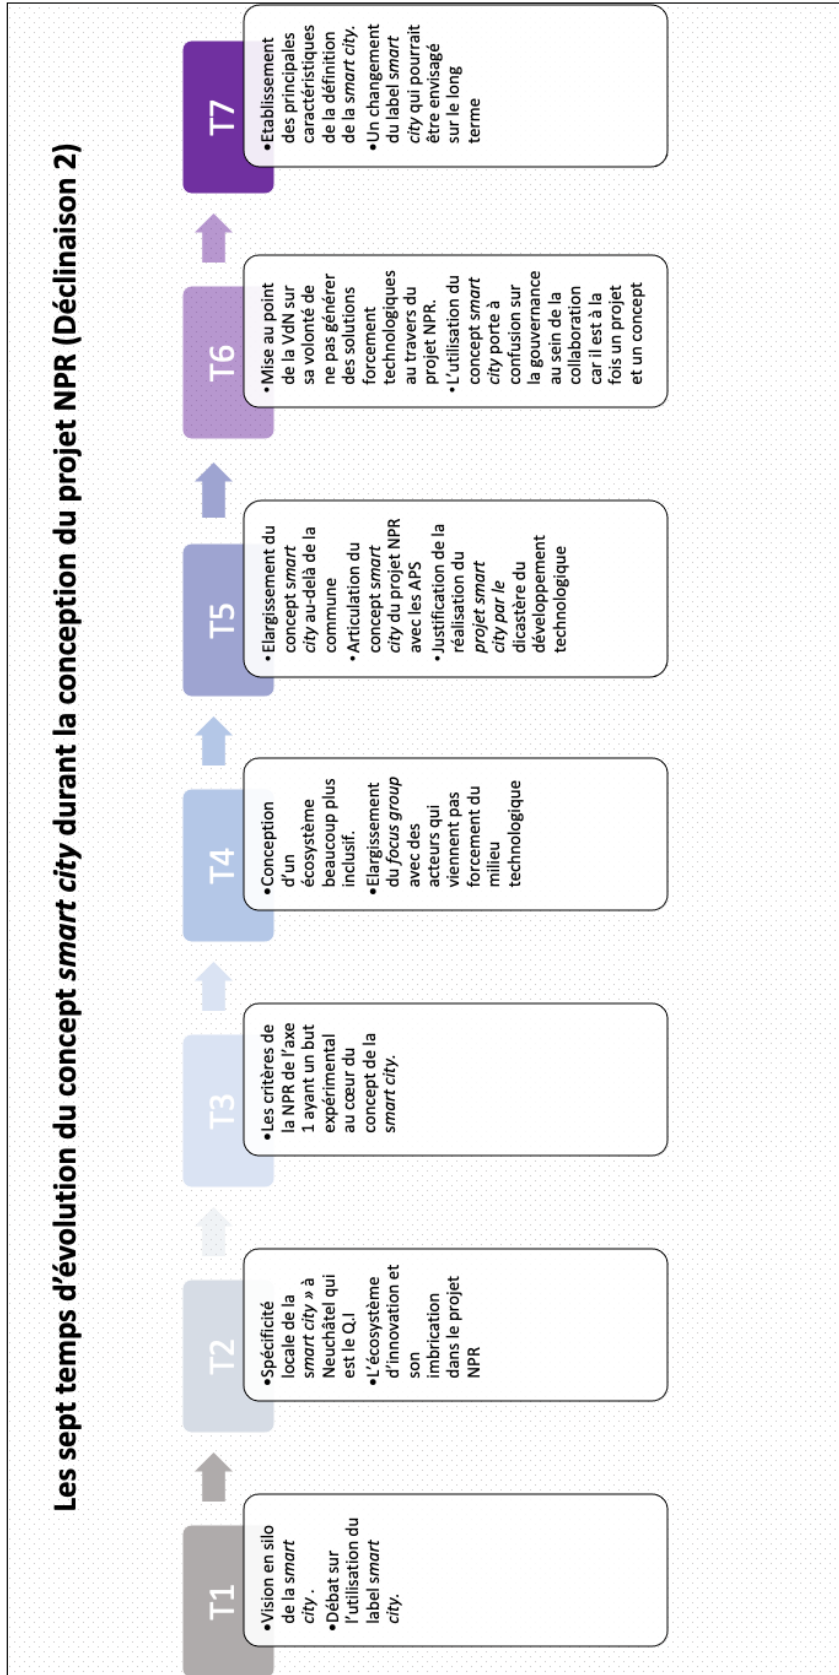 Les sept temps d'évolution du concept smart city durant la conception du projet NPR (Déclinaison 2)
T1
•Vision en silo
de la smart
city .
•Débat sur
l'utilisation du
label smart
city.
T2
•Spécificité
locale de la
smart city » à
Neuchâtel qui
est le Q.I
•L'écosystème
d'innovation et
son
imbrication
dans le projet
NPR
T3
•Les critères de
la NPR de l'axe
1 ayant un but
expérimental
au cœur du
concept de la
smart city.
T4
•Conception
d'un
écosystème
beaucoup plus
inclusif.
•Elargissement
du focus group
avec des
acteurs qui
viennent pas
forcement du
milieu
technologique
T5
•Elargissement du
concept smart
city au-delà de la
commune
•Articulation du
concept smart
city du projet NPR
avec les APS
•Justification de la
réalisation du
projet smart
city par le
dicastère du
développement
technologique
T6
•Mise au point
de la VdN sur
sa volonté de
ne pas générer
des solutions
forcement
technologiques
au travers du
projet NPR.
•L'utilisation du
concept smart
city porte à
confusion sur
la gouvernance
au sein de la
collaboration
car il est à la
fois un projet
et un concept
T7
•Etablissement
des principales
caractéristiques
de la définition
de la smart city.
•Un changement
du label smart
city qui pourrait
être envisagé
sur le long
terme